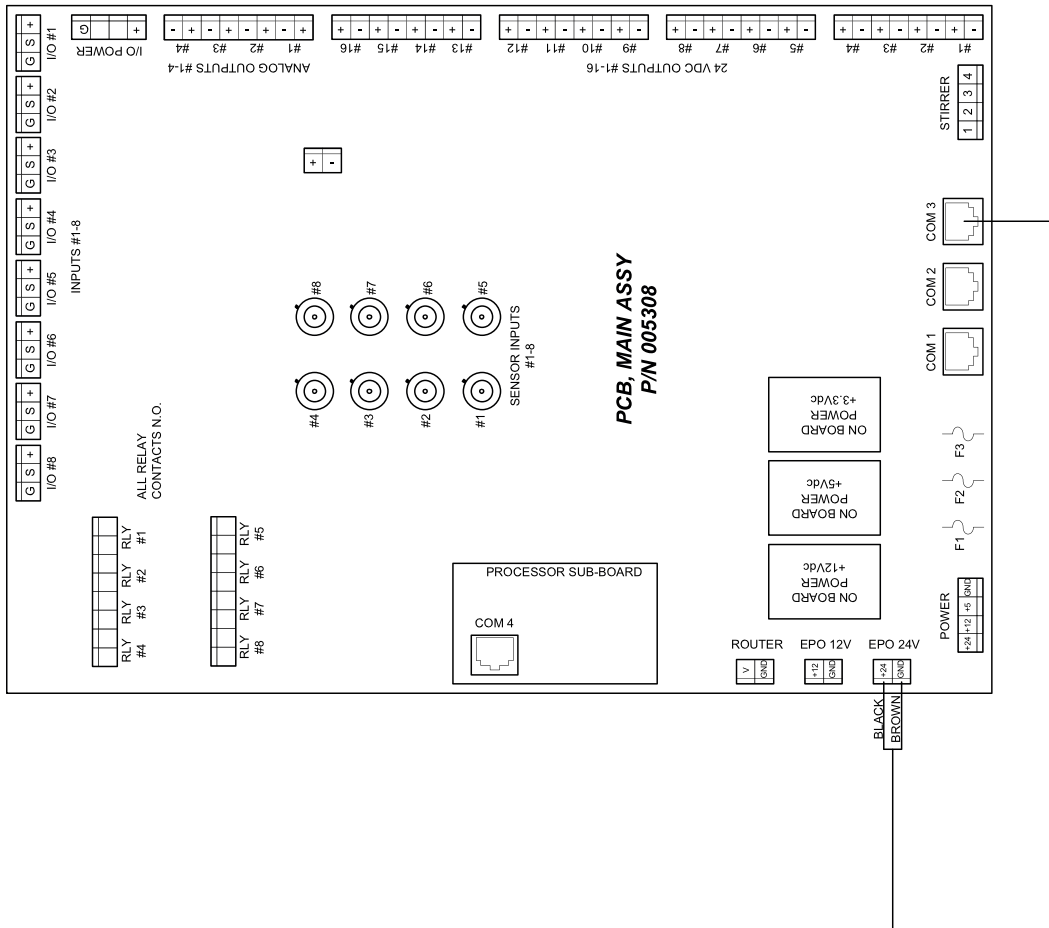 G S +
I/O #1
G +
I/O POWER
- + - + - + - +
#4 #3 #2 #1
ANALOG OUTPUTS #1-4
+ - + - + - + -
#16 #15 #14 #13
+ - + - + - + -
#12 #11 #10 #9
+ - + - + - + -
#8 #7 #6 #5
+ - + - + - + -
#4 #3 #2 #1
24 VDC OUTPUTS #1-16
G S +
I/O #2
G S +
I/O #3
G S +
I/O #4
G S +
I/O #5
G S +
I/O #6
G S +
I/O #7
G S +
I/O #8
INPUTS #1-8
+ -
STIRRER
1 2 3 4
COM 3
COM 2
COM 1
#8 #7 #6 #5
#4 #3 #2 #1
SENSOR INPUTS
#1-8
PCB, MAIN ASSY
P/N 005308
ALL RELAY
CONTACTS N.O.
RLY
#1
RLY
#2
RLY
#3
RLY
#4
RLY
#5
RLY
#6
RLY
#7
RLY
#8
ON BOARD
POWER
+3.3Vdc
ON BOARD
POWER
+5Vdc
ON BOARD
POWER
+12Vdc
F3
F2
F1
PROCESSOR SUB-BOARD
COM 4
POWER
+24 +12 +5 GND
ROUTER
V
GND
EPO 12V
+12
GND
EPO 24V
+24
GND
BLACK
BROWN